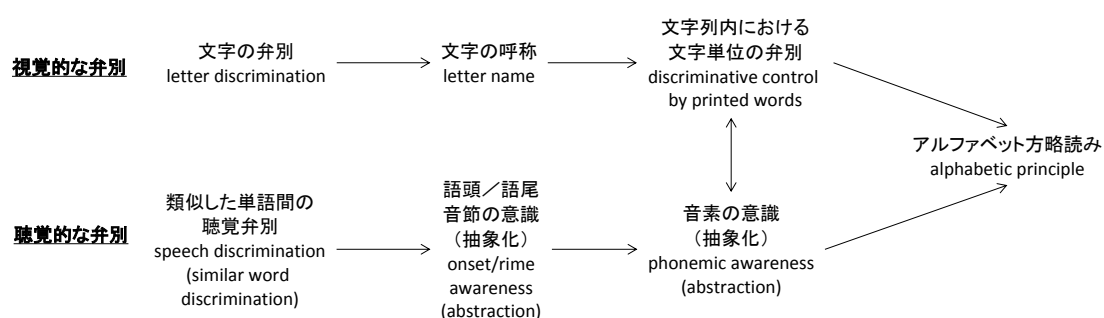 視覚的な弁別
文字の弁別
letter discrimination
文字の呼称
letter name
文字列内における
文字単位の弁別
discriminative control
by printed words
アルファベット方略読み
alphabetic principle
聴覚的な弁別
類似した単語間の
聴覚弁別
speech discrimination
(similar word
discrimination)
語頭／語尾
音節の意識
（抽象化）
onset/rime
awareness
(abstraction)
音素の意識
（抽象化）
phonemic awareness
(abstraction)